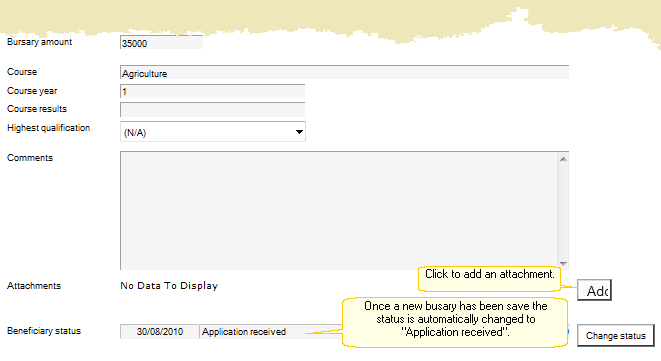 Bursary amount 35000
Course Agriculture
Course year 1
Course results
Highest qualification (N/A)
Comments
Click to add an attachment.
Attachments No Data To Display Add
Once a new busary has been save the
status is automatically changed to
"Application received".
Beneficiary status 30/08/2010 Application received Change status